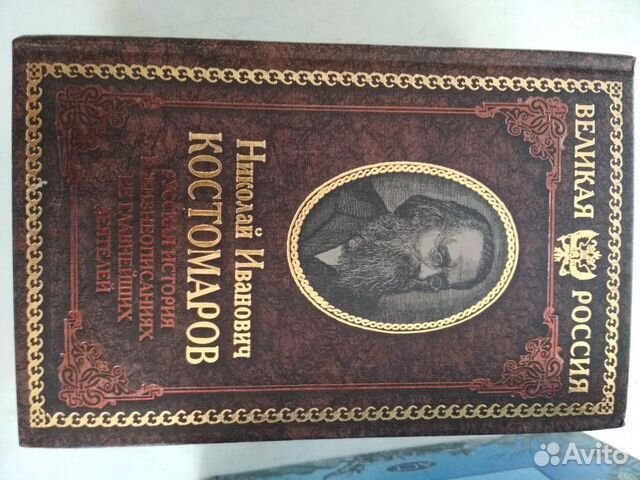 ВЕЛИКАЯ РОССИЯ
Николай Иванович
КОСТОМАРОВ
РУССКАЯ ИСТОРИЯ
В ЖИЗНЕОПИСАНИЯХ
ЕЕ ГЛАВНЕЙШИХ
ДЕЯТЕЛЕЙ
Avito